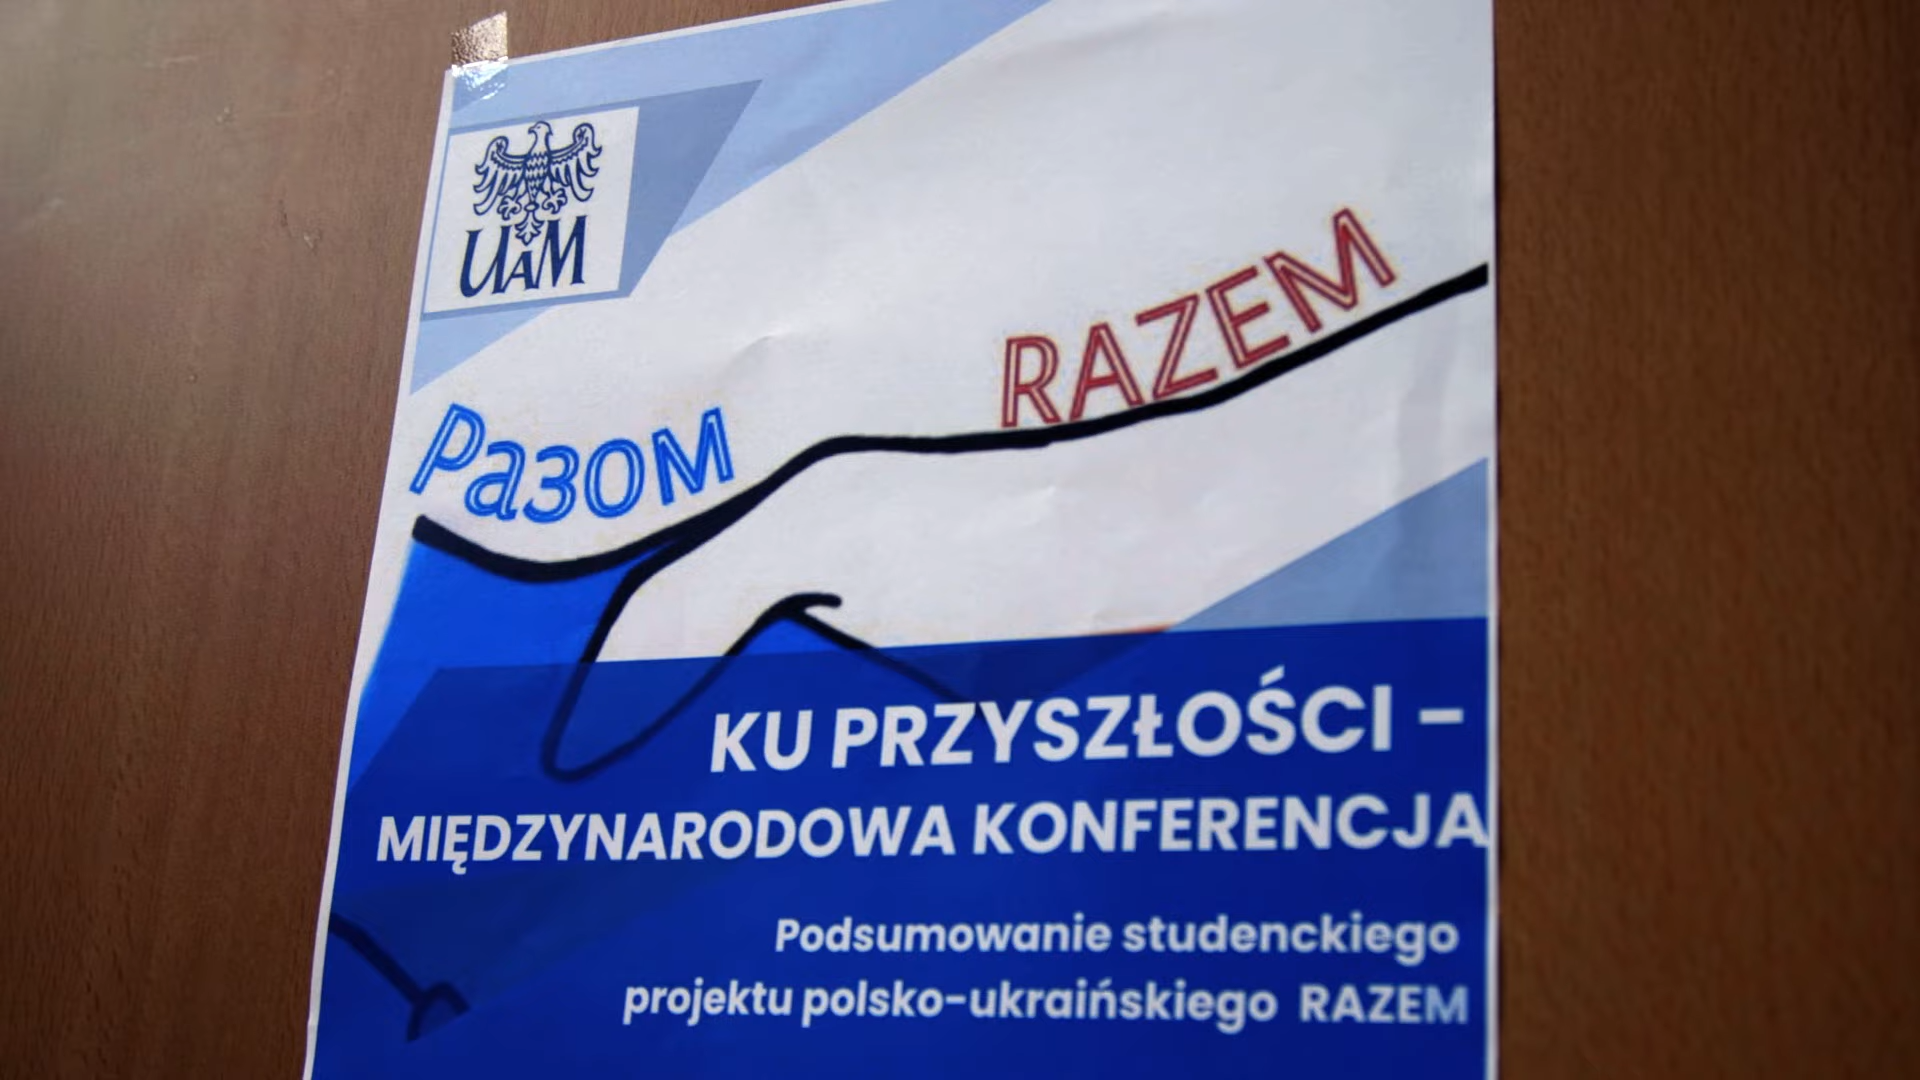 UAM
Разом
RAZEM
KU PRZYSZŁOŚCI –
MIĘDZYNARODOWA KONFERENCJA
Podsumowanie studenckiego
projektu polsko-ukraińskiego RAZEM